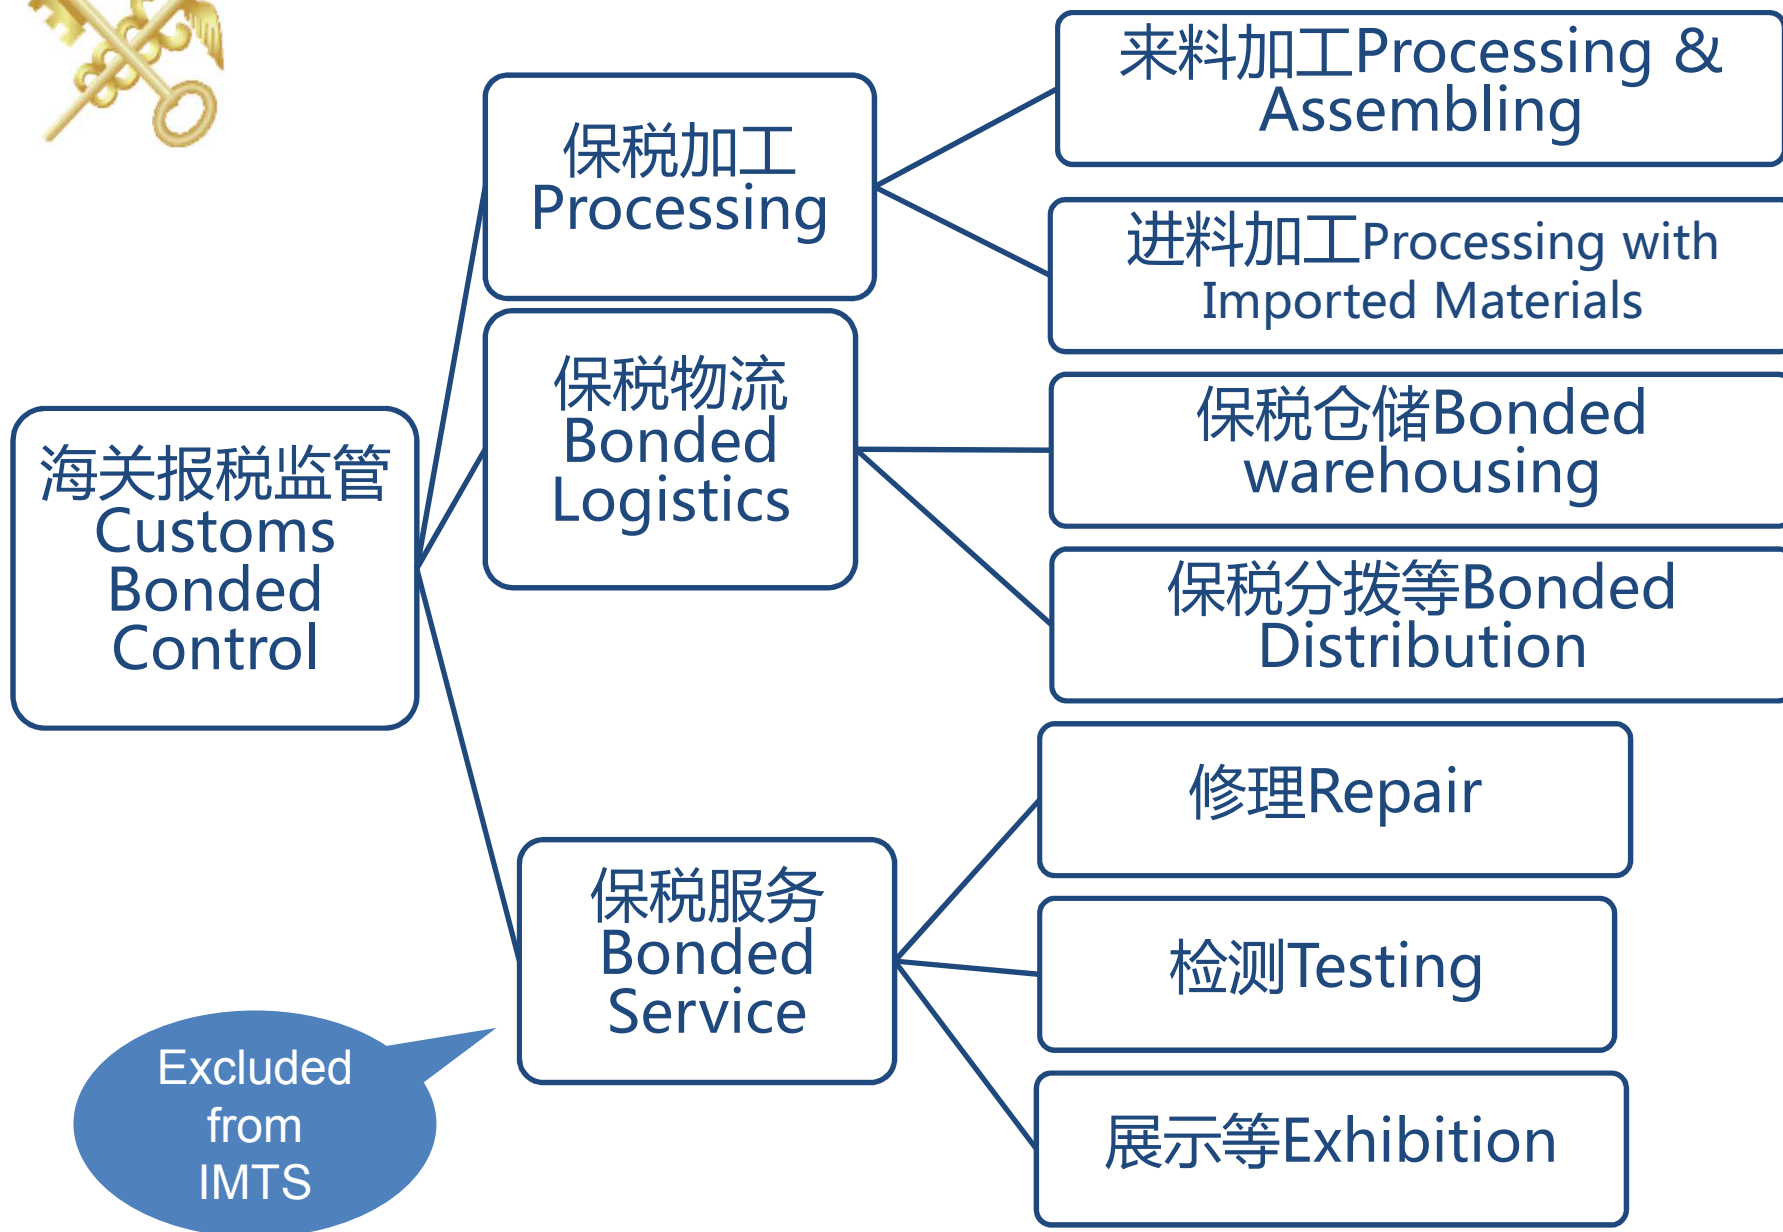 海关报税监管
Customs
Bonded
Control
保税加工
Processing
来料加工Processing &
Assembling
进料加工Processing with
Imported Materials
保税物流
Bonded
Logistics
保税仓储Bonded
warehousing
保税分拨等Bonded
Distribution
保税服务
Bonded
Service
修理Repair
检测Testing
展示等Exhibition
Excluded
from
IMTS